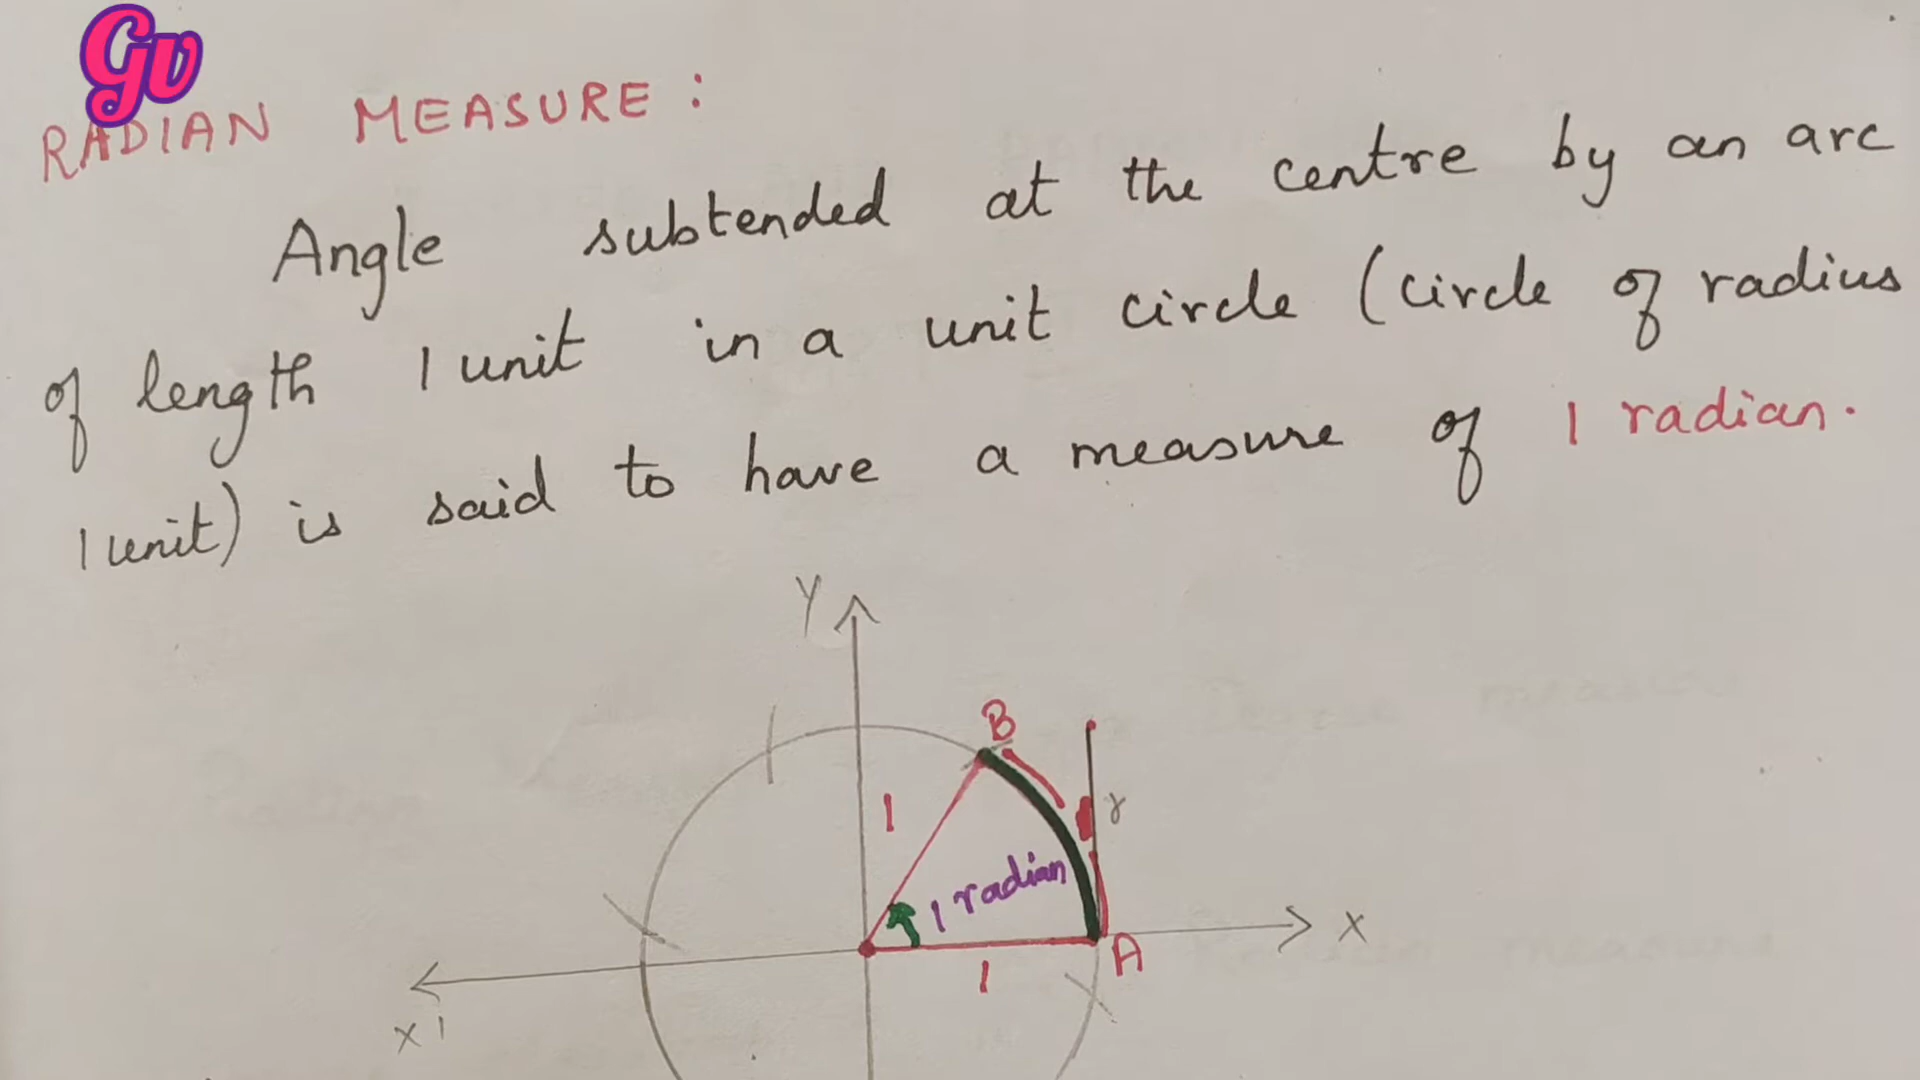 Gv
RADIAN MEASURE :
Angle subtended at the centre by an arc
of length 1 unit in a unit circle (circle of radius
1 unit) is said to have a measure of 1 radian.
Y
B
1
r
1 radian
X
A
1
X'